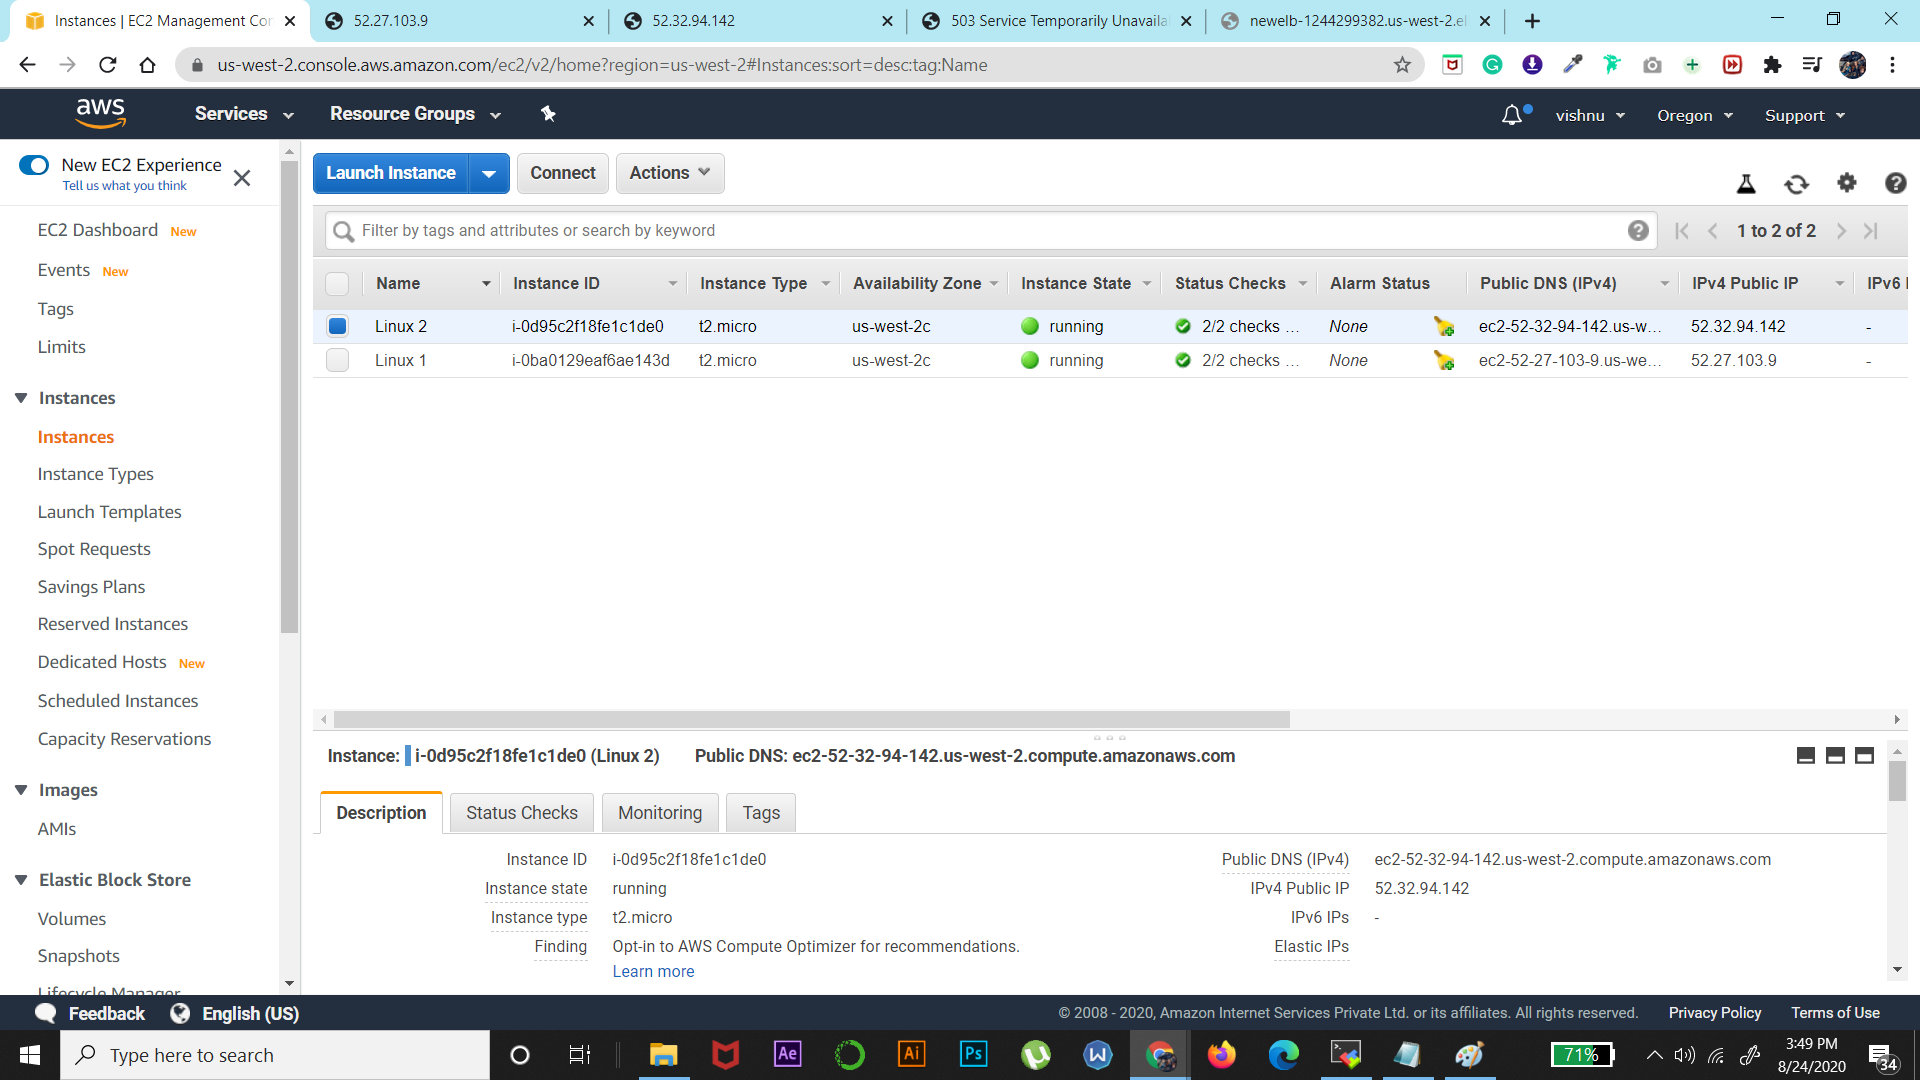 Instances | EC2 Management Con
52.27.103.9
52.32.94.142
503 Service Temporarily Unavaila
newelb-1244299382.us-west-2.el
us-west-2.console.aws.amazon.com/ec2/v2/home?region=us-west-2#Instances:sort=desc:tag:Name
aws
Services
Resource Groups
vishnu
Oregon
Support
New EC2 Experience
Tell us what you think
EC2 Dashboard New
Events New
Tags
Limits
Instances
Instances
Instance Types
Launch Templates
Spot Requests
Savings Plans
Reserved Instances
Dedicated Hosts New
Scheduled Instances
Capacity Reservations
Images
AMIs
Elastic Block Store
Volumes
Snapshots
Lifecycle Manager
Launch Instance
Connect
Actions
Filter by tags and attributes or search by keyword
1 to 2 of 2
Name Instance ID Instance Type Availability Zone Instance State Status Checks Alarm Status Public DNS (IPv4) IPv4 Public IP IPv6 I
Linux 2 i-0d95c2f18fe1c1de0 t2.micro us-west-2c running 2/2 checks ... None ec2-52-32-94-142.us-w... 52.32.94.142 -
Linux 1 i-0ba0129eaf6ae143d t2.micro us-west-2c running 2/2 checks ... None ec2-52-27-103-9.us-we... 52.27.103.9 -
Instance: i-0d95c2f18fe1c1de0 (Linux 2) Public DNS: ec2-52-32-94-142.us-west-2.compute.amazonaws.com
Description
Status Checks
Monitoring
Tags
Instance ID i-0d95c2f18fe1c1de0
Instance state running
Instance type t2.micro
Finding Opt-in to AWS Compute Optimizer for recommendations.
Learn more
Public DNS (IPv4) ec2-52-32-94-142.us-west-2.compute.amazonaws.com
IPv4 Public IP 52.32.94.142
IPv6 IPs -
Elastic IPs
Feedback
English (US)
© 2008 - 2020, Amazon Internet Services Private Ltd. or its affiliates. All rights reserved.
Privacy Policy
Terms of Use
Type here to search
Ae
Ai
Ps
W
71%
3:49 PM
8/24/2020
34